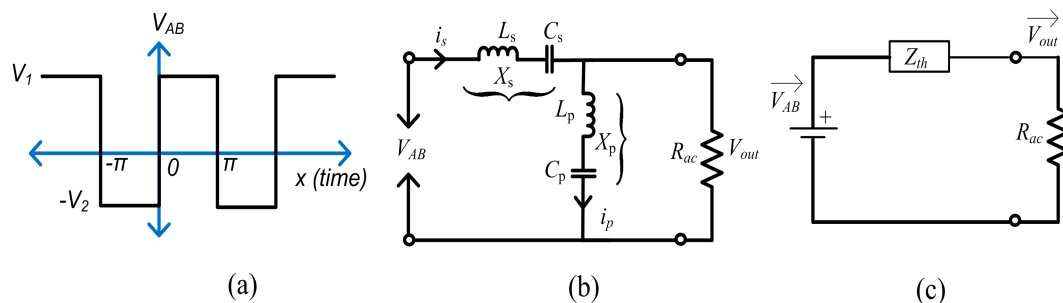 V_AB
V_1
-π
0
π
x (time)
-V_2
(a)
i_s
L_s
C_s
X_s
L_p
X_p
V_AB
R_ac
V_out
C_p
i_p
(b)
V_out
Z_th
V_AB
+
R_ac
(c)